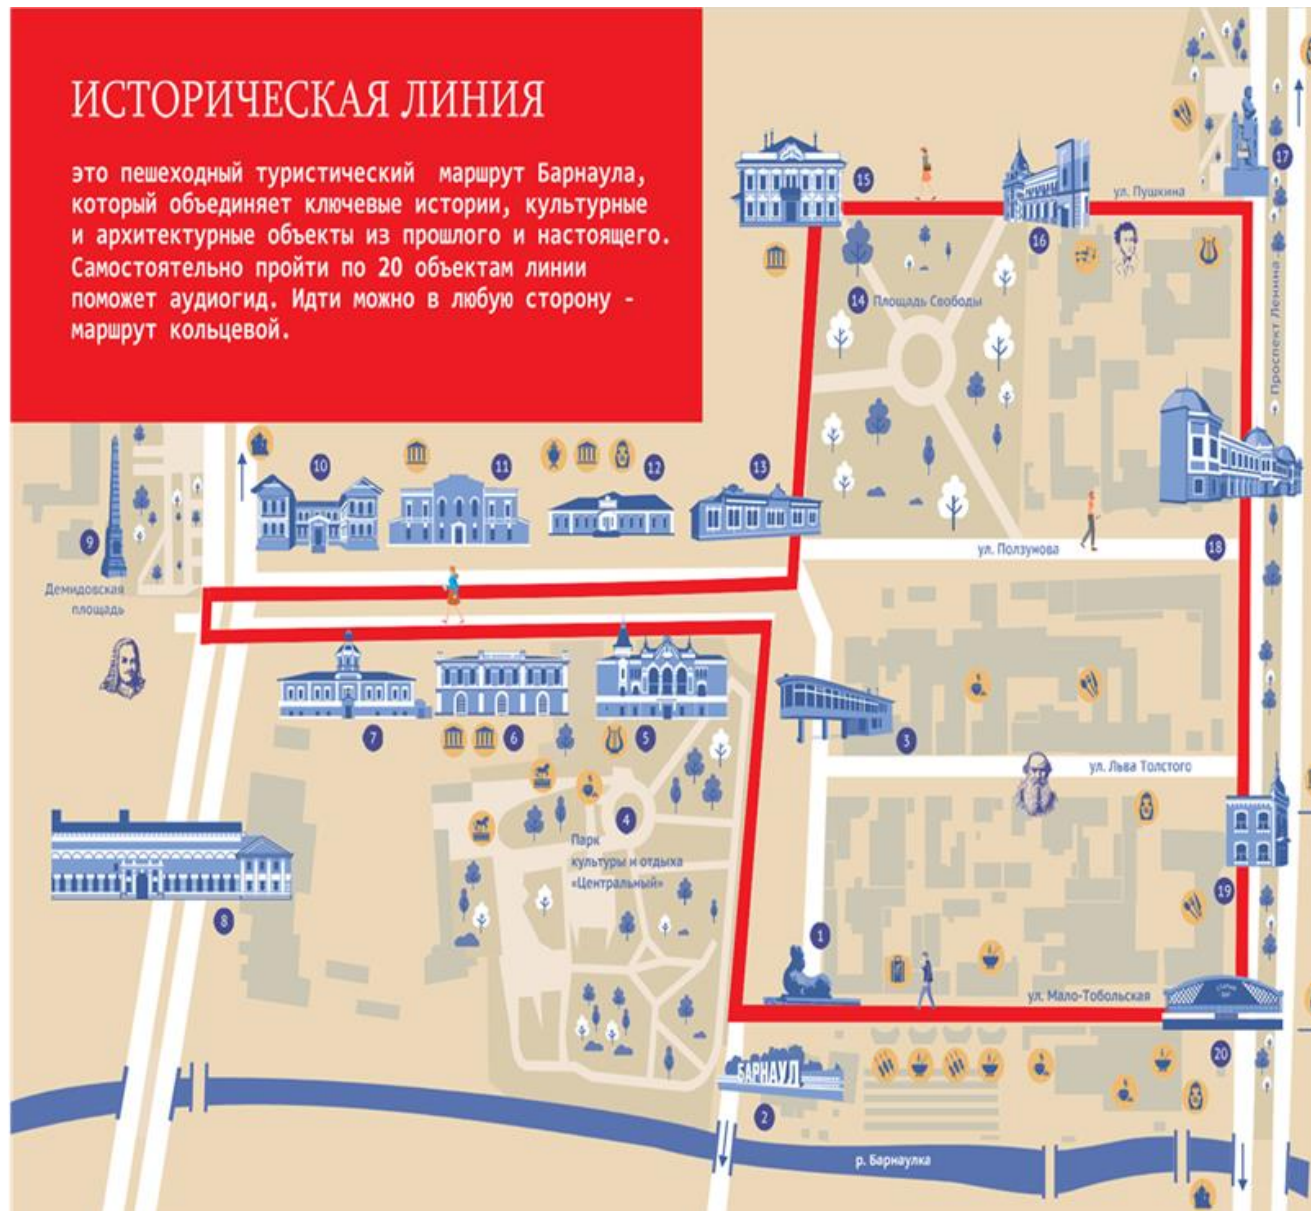 ИСТОРИЧЕСКАЯ ЛИНИЯ
это пешеходный туристический маршрут Барнаула,
который объединяет ключевые истории, культурные
и архитектурные объекты из прошлого и настоящего.
Самостоятельно пройти по 20 объектам линии
поможет аудиогид. Идти можно в любую сторону -
маршрут кольцевой.
17
15
ул. Пушкина
16
14 Площадь Свободы
Проспект Ленина
10
11
12
13
9
18
ул. Ползунова
Демидовская
площадь
7
6
5
3
ул. Льва Толстого
4
Парк
культуры и отдыха
«Центральный»
8
19
1
ул. Мало-Тобольская
20
БАРНАУЛ
2
р. Барнаулка